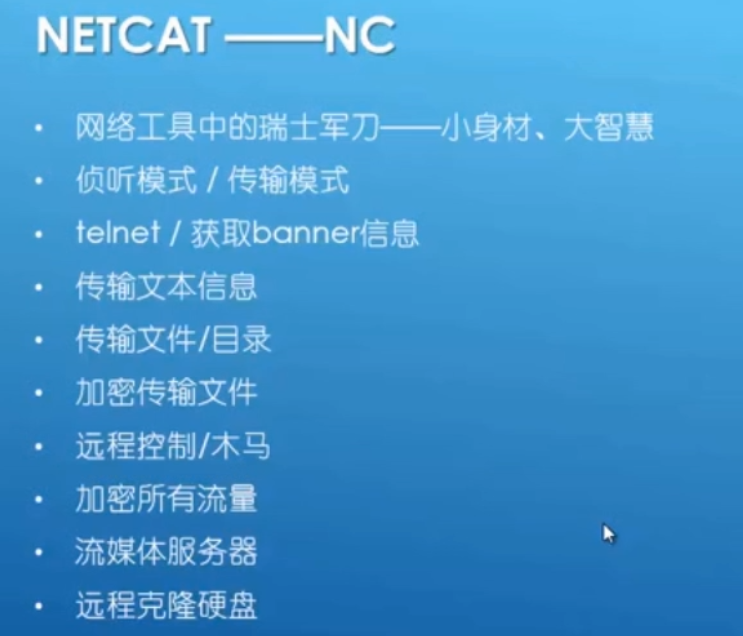 NETCAT ——NC
• 网络工具中的瑞士军刀——小身材、大智慧
• 侦听模式 / 传输模式
• telnet / 获取banner信息
• 传输文本信息
• 传输文件/目录
• 加密传输文件
• 远程控制/木马
• 加密所有流量
• 流媒体服务器
• 远程克隆硬盘